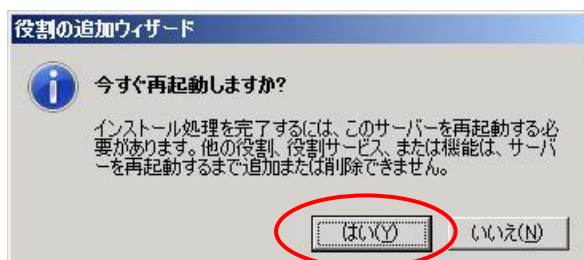 役割の追加ウィザード
今すぐ再起動しますか?
インストール処理を完了するには、このサーバーを再起動する必
要があります。他の役割、役割サービス、または機能は、サーバ
ーを再起動するまで追加または削除できません。
はい(Y) いいえ(N)